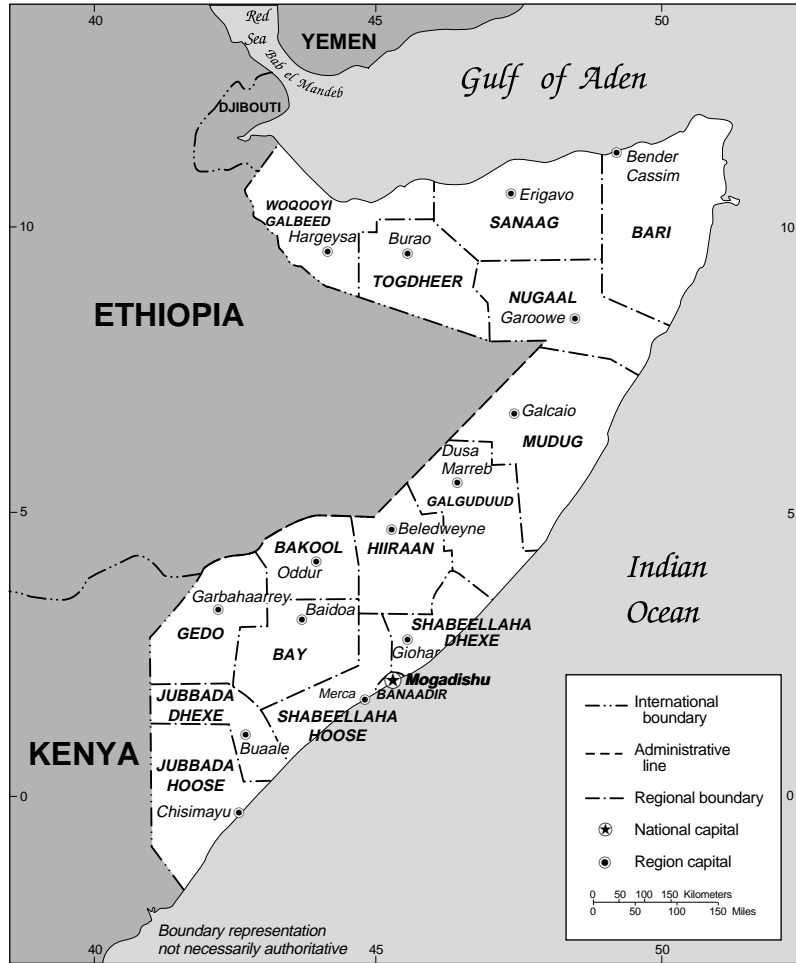 40
45
50
Red
Sea
YEMEN
Bab el Mandeb
Gulf of Aden
DJIBOUTI
Bender
Cassim
WOQOOYI
GALBEED
Erigavo
SANAAG
10
10
Hargeysa
Burao
BARI
TOGDHEER
NUGAAL
Garoowe
ETHIOPIA
Galcaio
MUDUG
Dusa
Marreb
GALGUDUUD
5
5
Beledweyne
HIIRAAN
BAKOOL
Oddur
Indian
Ocean
Garbahaarrey
Baidoa
GEDO
BAY
SHABEELLAHA
DHEXE
Giohar
Mogadishu
BANAADIR
Merca
JUBBADA
DHEXE
SHABEELLAHA
HOOSE
KENYA
Buaale
JUBBADA
HOOSE
Chisimayu
0
0
International
boundary
Administrative
line
Regional boundary
National capital
Region capital
0 50 100 150 Kilometers
0 50 100 150 Miles
Boundary representation
not necessarily authoritative
40
45
50